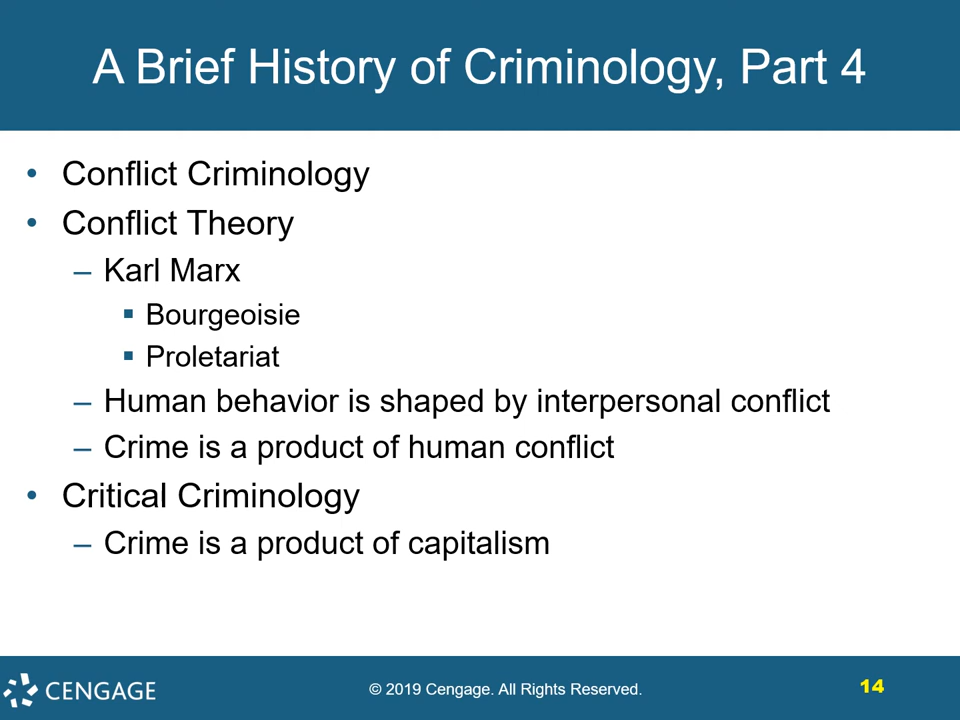 A Brief History of Criminology, Part 4
• Conflict Criminology
• Conflict Theory
– Karl Marx
▪ Bourgeoisie
▪ Proletariat
– Human behavior is shaped by interpersonal conflict
– Crime is a product of human conflict
• Critical Criminology
– Crime is a product of capitalism
CENGAGE
© 2019 Cengage. All Rights Reserved.
14